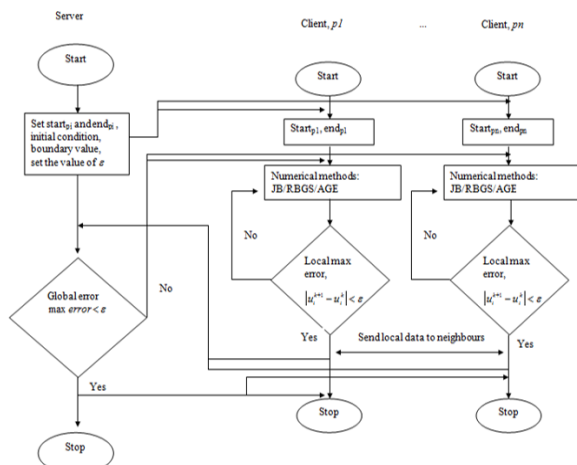 Server
Client, p1
...
Client, pn
Start
Start
Start
Set start_pi and end_pi,
initial condition,
boundary value,
set the value of ε
Start_p1, end_p1
Start_pn, end_pn
Numerical methods:
JB/RBGS/AGE
Numerical methods:
JB/RBGS/AGE
No
No
Local max
error,
|u_i^{k+1} − u_i^k| < ε
Local max
error,
|u_i^{k+1} − u_i^k| < ε
Global error
max error < ε
No
Yes
Send local data to neighbours
Yes
Yes
Stop
Stop
Stop